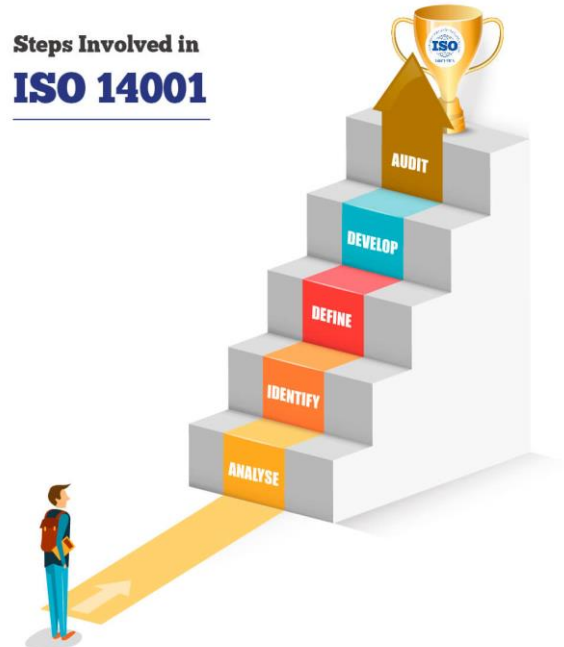 Steps Involved in
ISO 14001
ISO
AUDIT
DEVELOP
DEFINE
IDENTIFY
ANALYSE